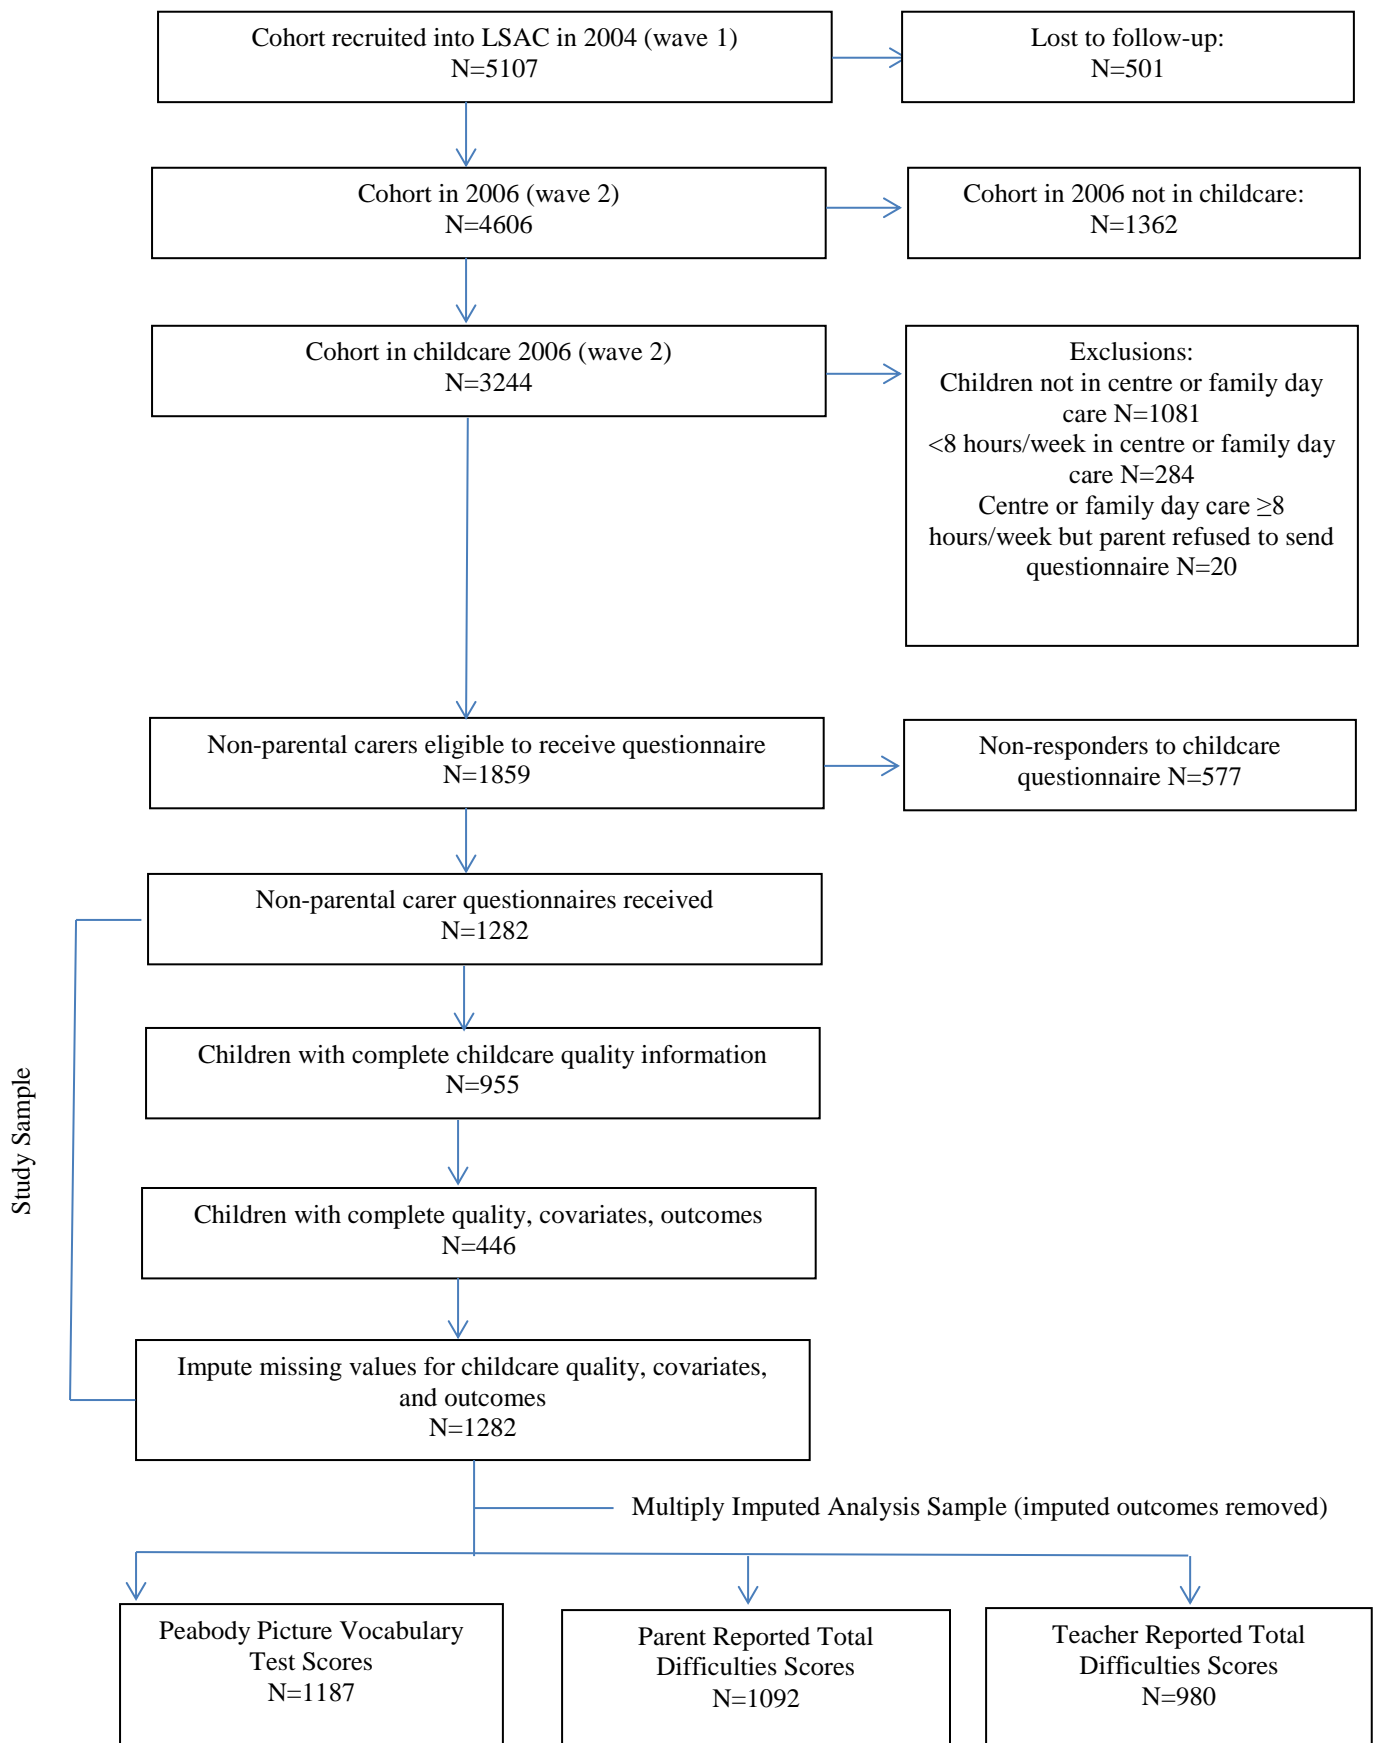 Cohort recruited into LSAC in 2004 (wave 1)
N=5107
Lost to follow-up:
N=501
Cohort in 2006 (wave 2)
N=4606
Cohort in 2006 not in childcare:
N=1362
Cohort in childcare 2006 (wave 2)
N=3244
Exclusions:
Children not in centre or family day
care N=1081
<8 hours/week in centre or family day
care N=284
Centre or family day care ≥8
hours/week but parent refused to send
questionnaire N=20
Non-parental carers eligible to receive questionnaire
N=1859
Non-responders to childcare
questionnaire N=577
Non-parental carer questionnaires received
N=1282
Children with complete childcare quality information
N=955
Study Sample
Children with complete quality, covariates, outcomes
N=446
Impute missing values for childcare quality, covariates,
and outcomes
N=1282
Multiply Imputed Analysis Sample (imputed outcomes removed)
Peabody Picture Vocabulary
Test Scores
N=1187
Parent Reported Total
Difficulties Scores
N=1092
Teacher Reported Total
Difficulties Scores
N=980